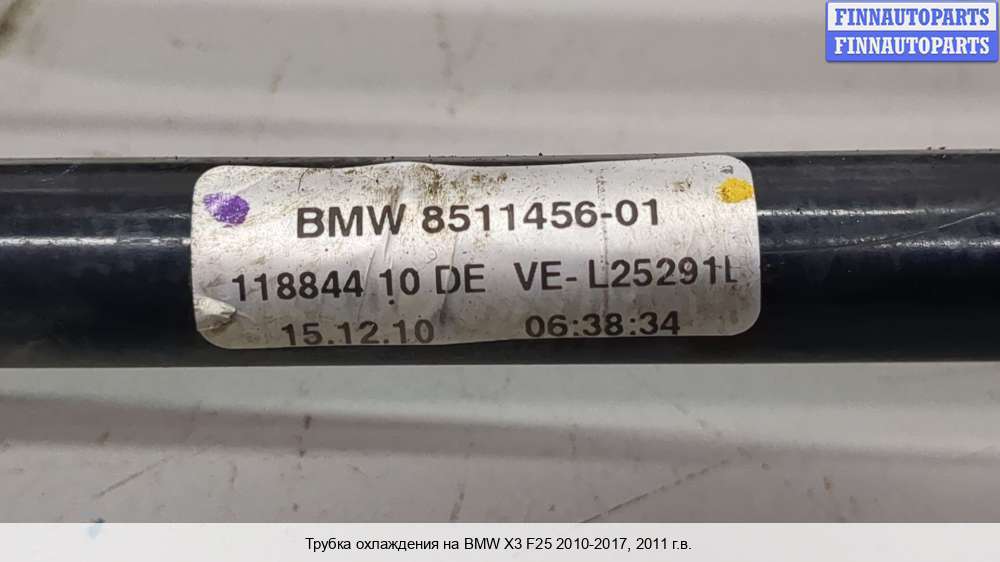 FINNAUTOPARTS
FINNAUTOPARTS
BMW 8511456-01
118844 10 DE VE- L25291L
15.12.10 06:38:34
Трубка охлаждения на BMW X3 F25 2010-2017, 2011 г.в.